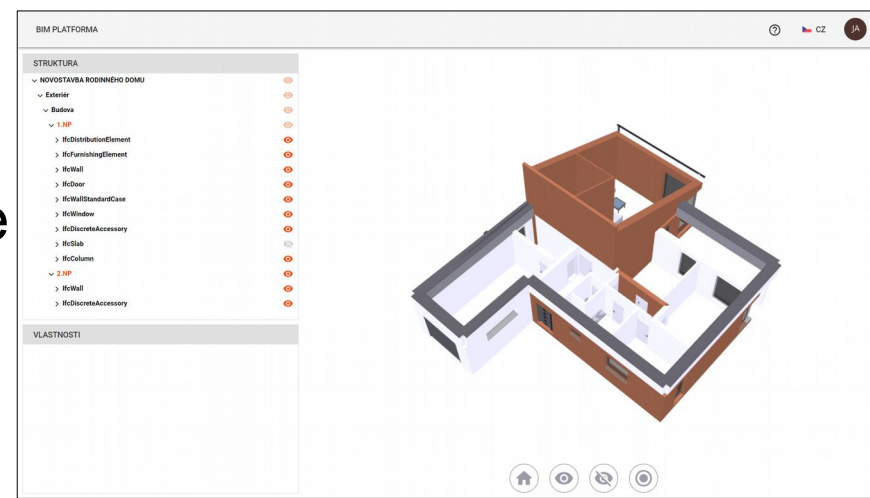 BIM PLATFORMA
CZ
JA
STRUKTURA
NOVOSTAVBA RODINNÉHO DOMU
Exteriér
Budova
1.NP
IfcDistributionElement
IfcFurnishingElement
IfcWall
IfcDoor
IfcWallStandardCase
IfcWindow
IfcDiscreteAccessory
IfcSlab
IfcColumn
2.NP
IfcWall
IfcDiscreteAccessory
VLASTNOSTI
e